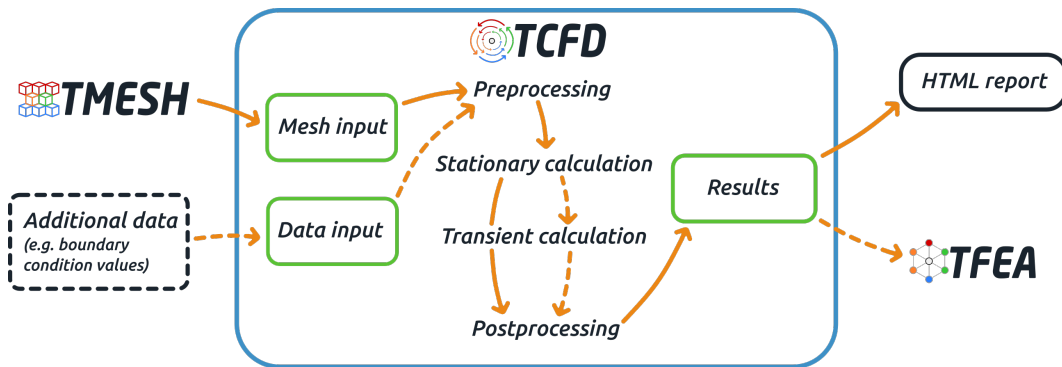 TCFD
TMESH
Mesh input
Preprocessing
HTML report
Stationary calculation
Additional data
(e.g. boundary
condition values)
Data input
Transient calculation
Results
TFEA
Postprocessing